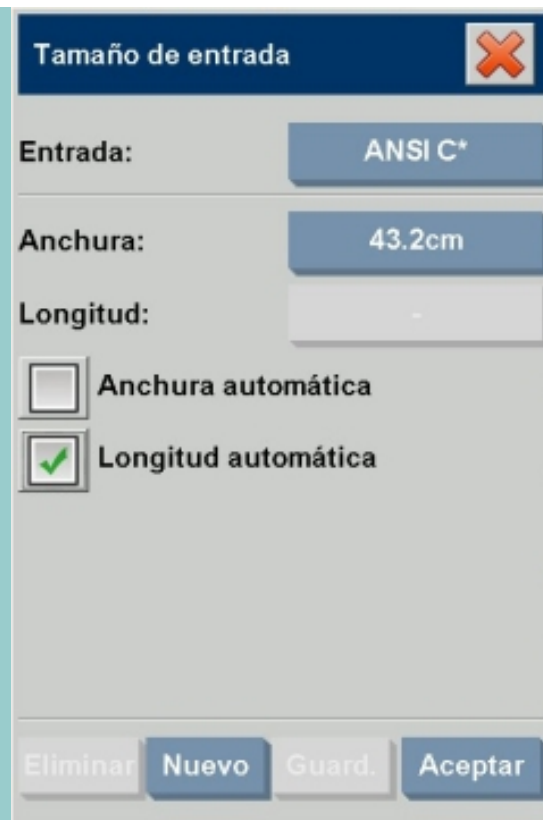 Tamaño de entrada
Entrada: ANSI C*
Anchura: 43.2cm
Longitud: -
Anchura automática
Longitud automática
Eliminar Nuevo Guard. Aceptar